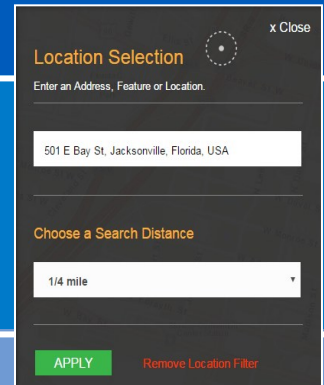 x Close
Location Selection
Enter an Address, Feature or Location.
501 E Bay St, Jacksonville, Florida, USA
Choose a Search Distance
1/4 mile
APPLY Remove Location Filter